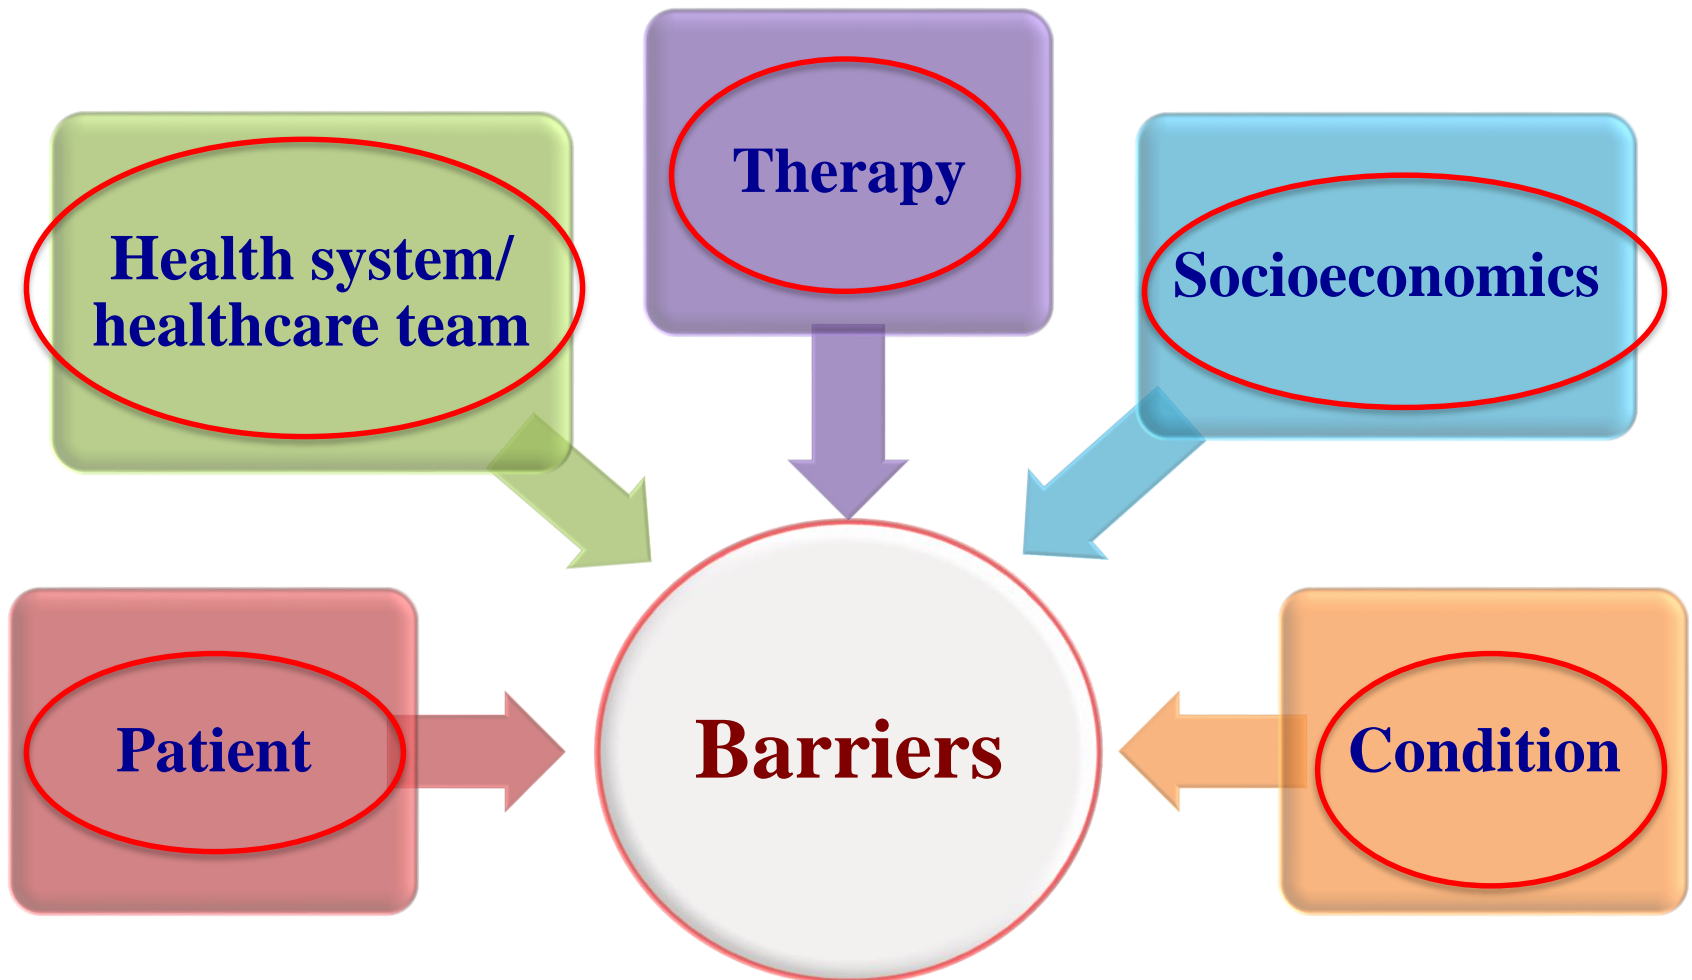 Therapy
Health system/
healthcare team
Socioeconomics
Patient
Barriers
Condition